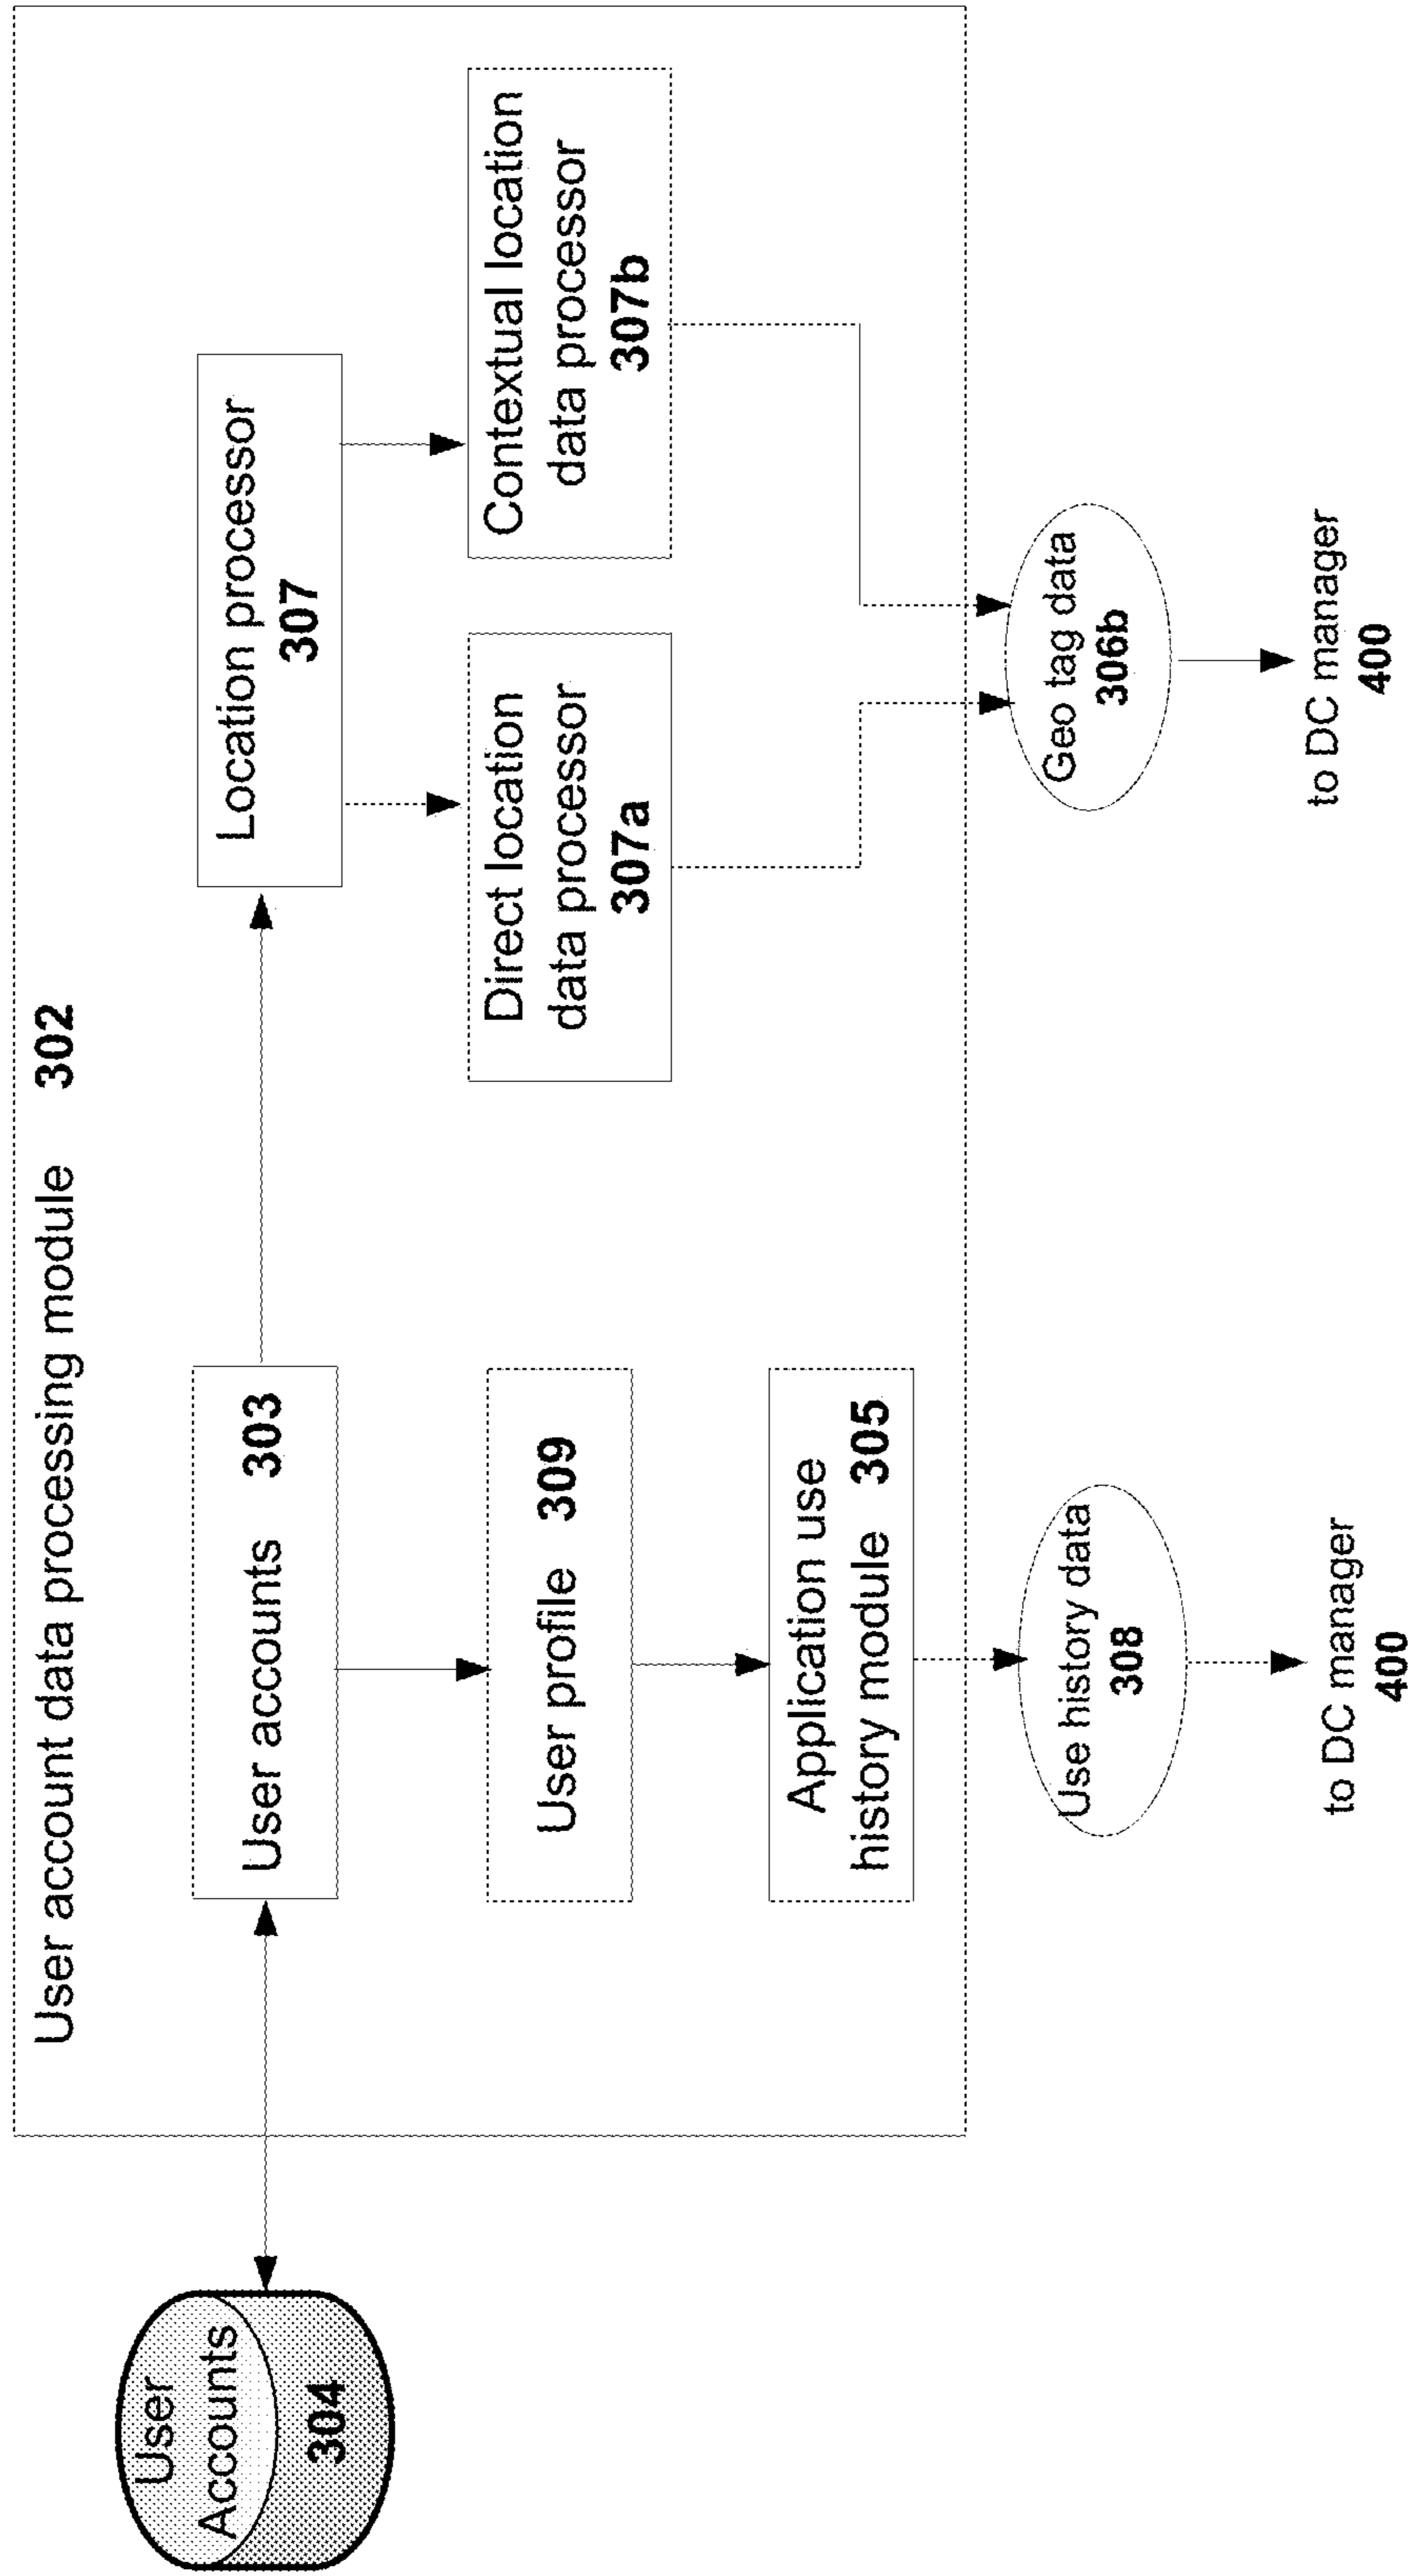 User account data processing module 302
User
Accounts
304
User accounts 303
Location processor
307
User profile 309
Direct location
data processor
307a
Contextual location
data processor
307b
Application use
history module 305
Use history data
308
Geo tag data
306b
to DC manager
400
to DC manager
400